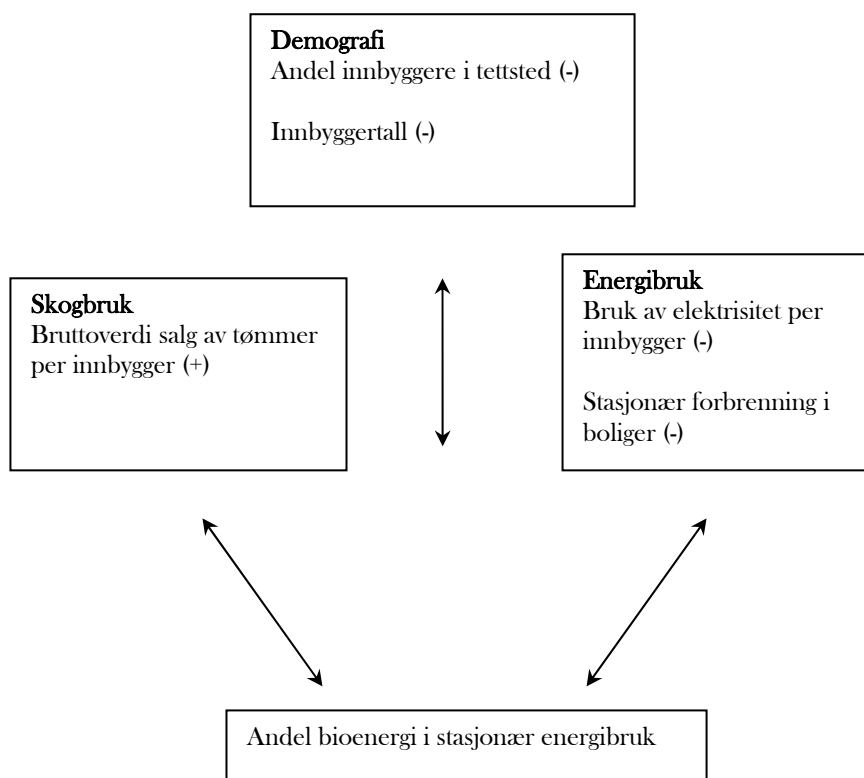 Demografi
Andel innbyggere i tettsted (-)
Innbyggertall (-)
Skogbruk
Bruttoverdi salg av tømmer
per innbygger (+)
Energibruk
Bruk av elektrisitet per
innbygger (-)
Stasjonær forbrenning i
boliger (-)
Andel bioenergi i stasjonær energibruk